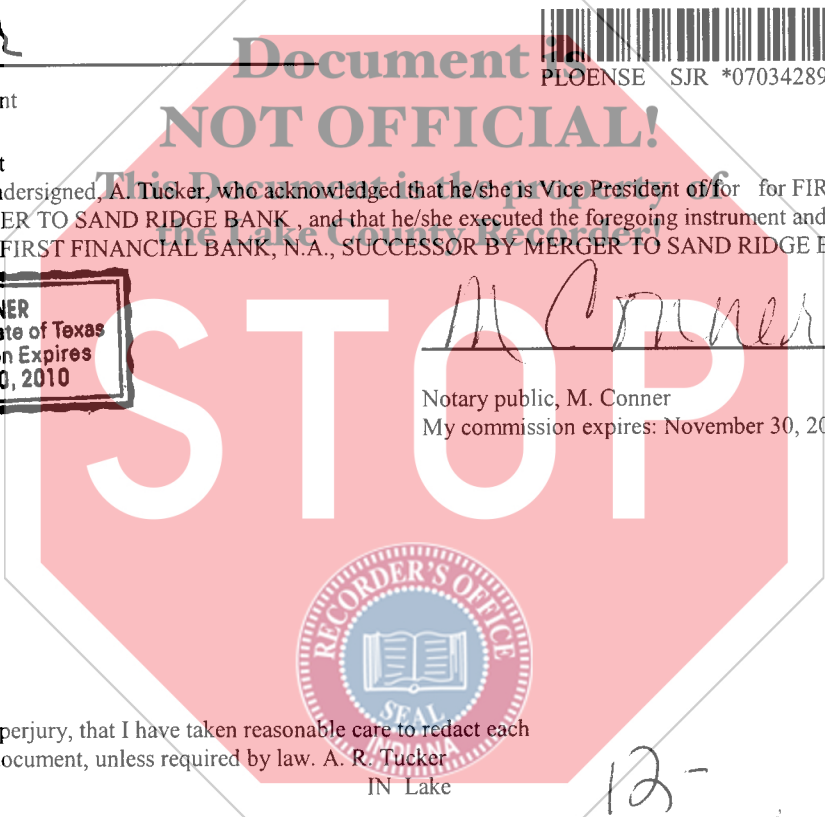 Document is
NOT OFFICIAL!
This Document is the property of
the Lake County Recorder!
PLOENSE SJR *07034289
nt
t
dersigned, A. Tucker, who acknowledged that he/she is Vice President of/for for FIR
ER TO SAND RIDGE BANK , and that he/she executed the foregoing instrument and
FIRST FINANCIAL BANK, N.A., SUCCESSOR BY MERGER TO SAND RIDGE B
NER
te of Texas
n Expires
0, 2010
M Conner
STOP
Notary public, M. Conner
My commission expires: November 30, 20
RECORDER'S OFFICE
SEAL
INDIANA
perjury, that I have taken reasonable care to redact each
ocument, unless required by law. A. R. Tucker
IN Lake
12-